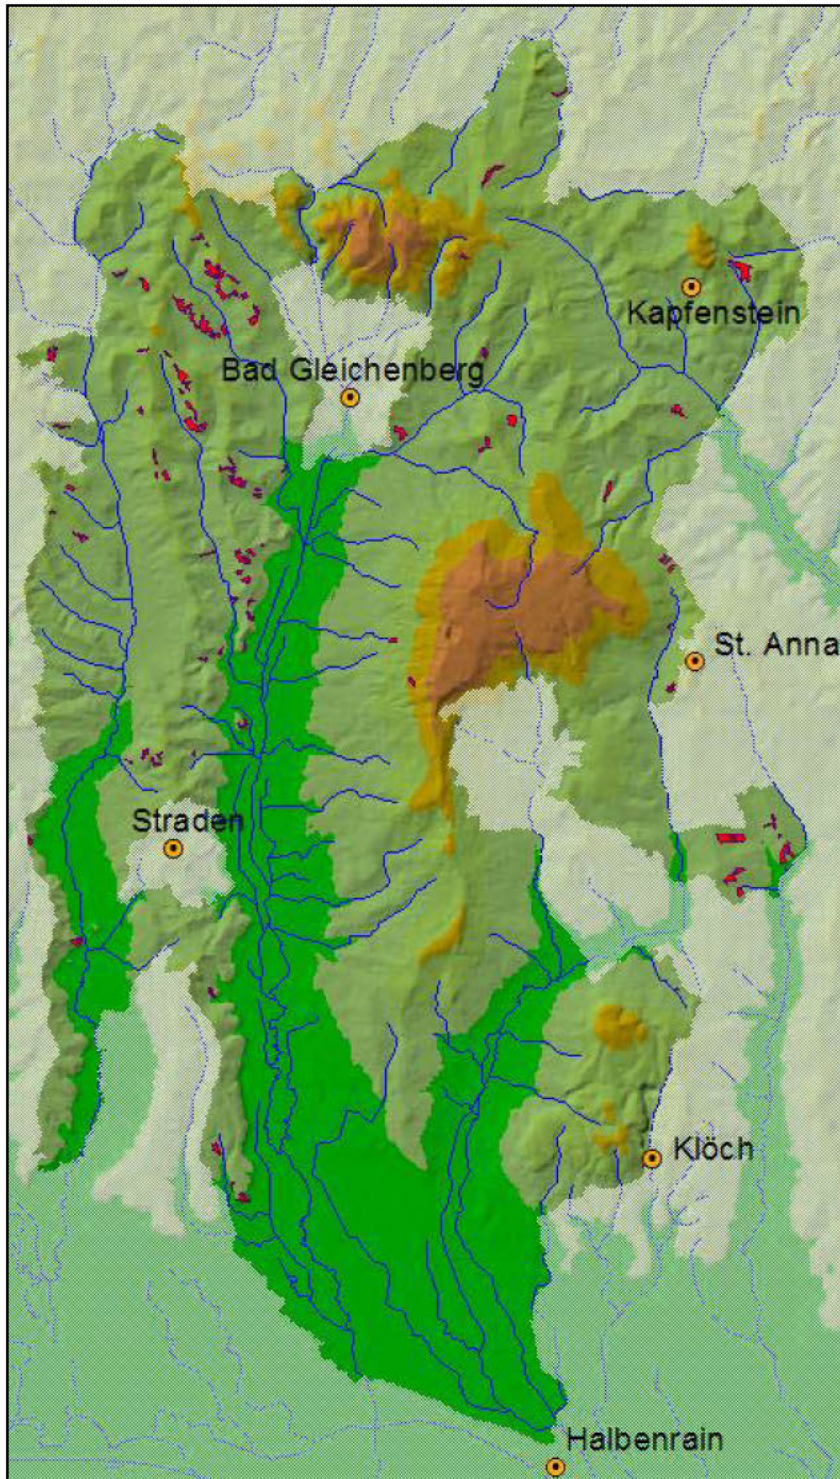 Kapfenstein
Bad Gleichenberg
St. Anna
Straden
Klöch
Halbenrain